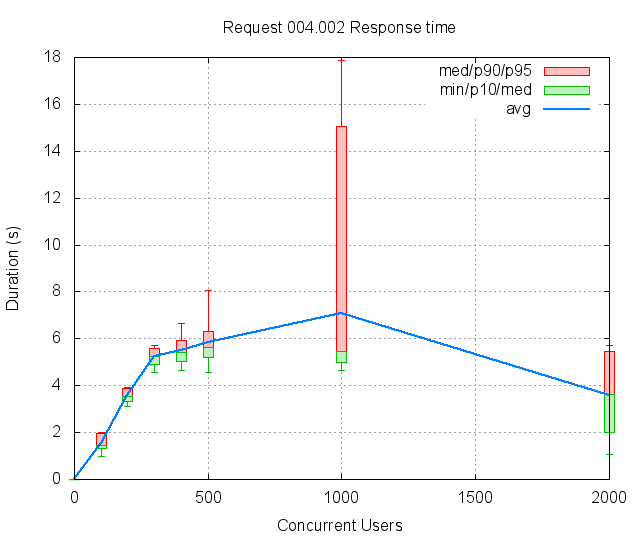 Request 004.002 Response time
18
16
14
12
10
8
6
4
2
0
Duration (s)
med/p90/p95
min/p10/med
avg
0 500 1000 1500 2000
Concurrent Users